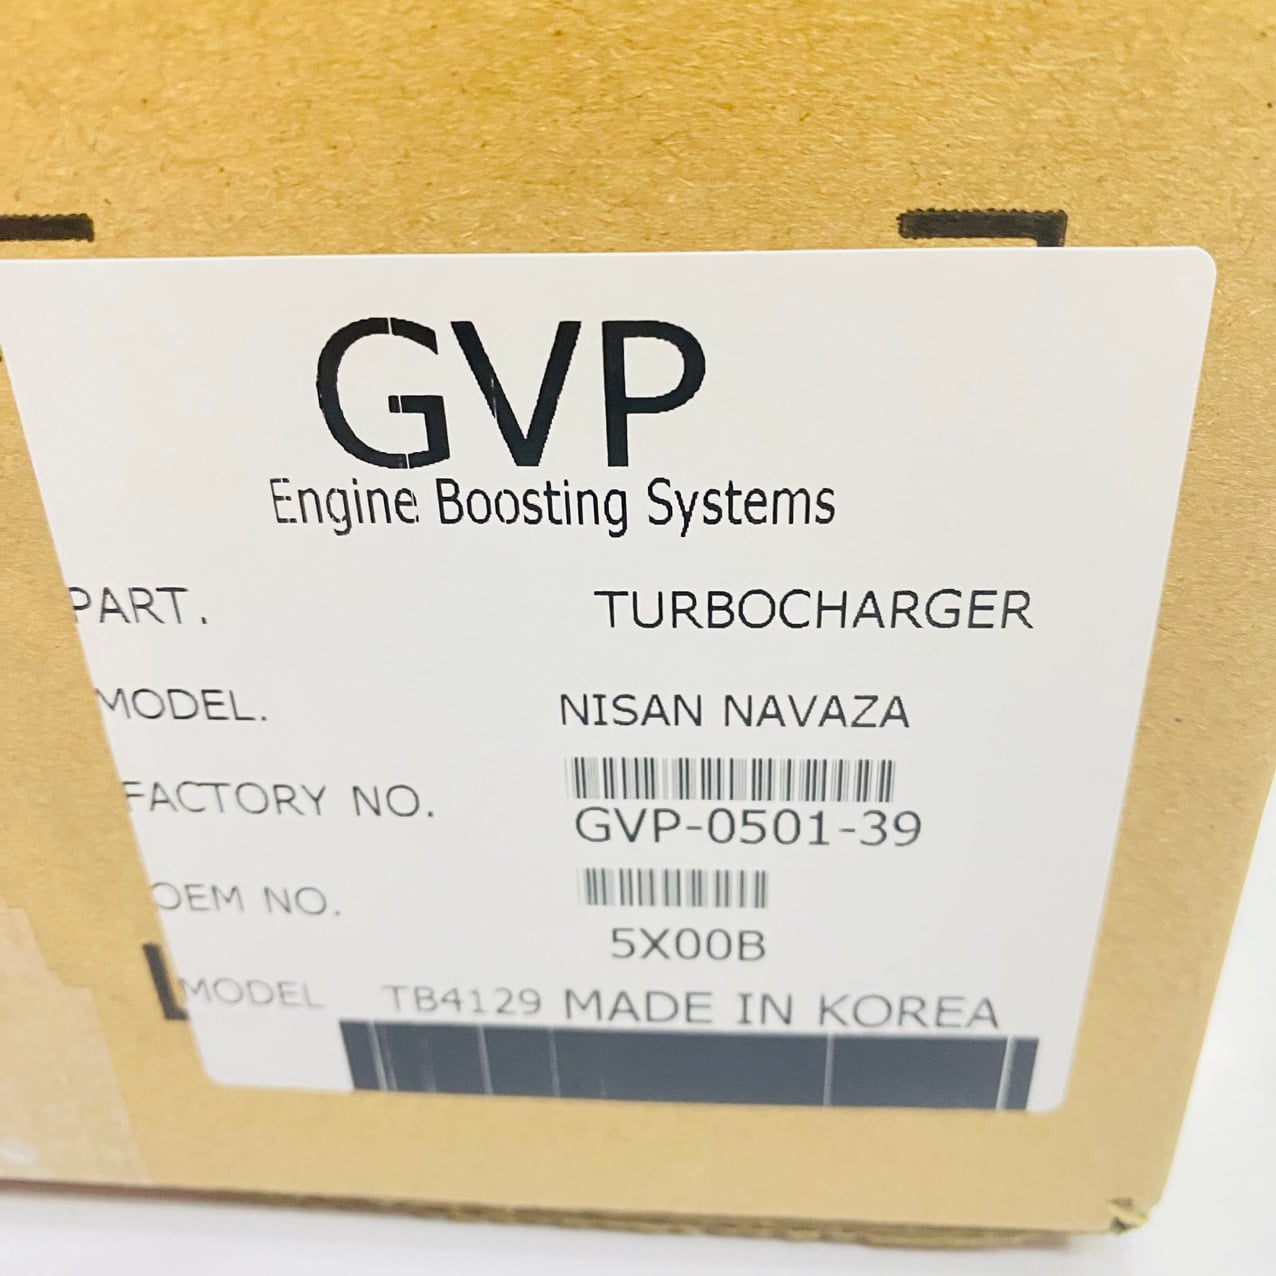 GVP
Engine Boosting Systems
PART. TURBOCHARGER
MODEL. NISAN NAVAZA
FACTORY NO. GVP-0501-39
OEM NO. 5X00B
MODEL TB4129 MADE IN KOREA